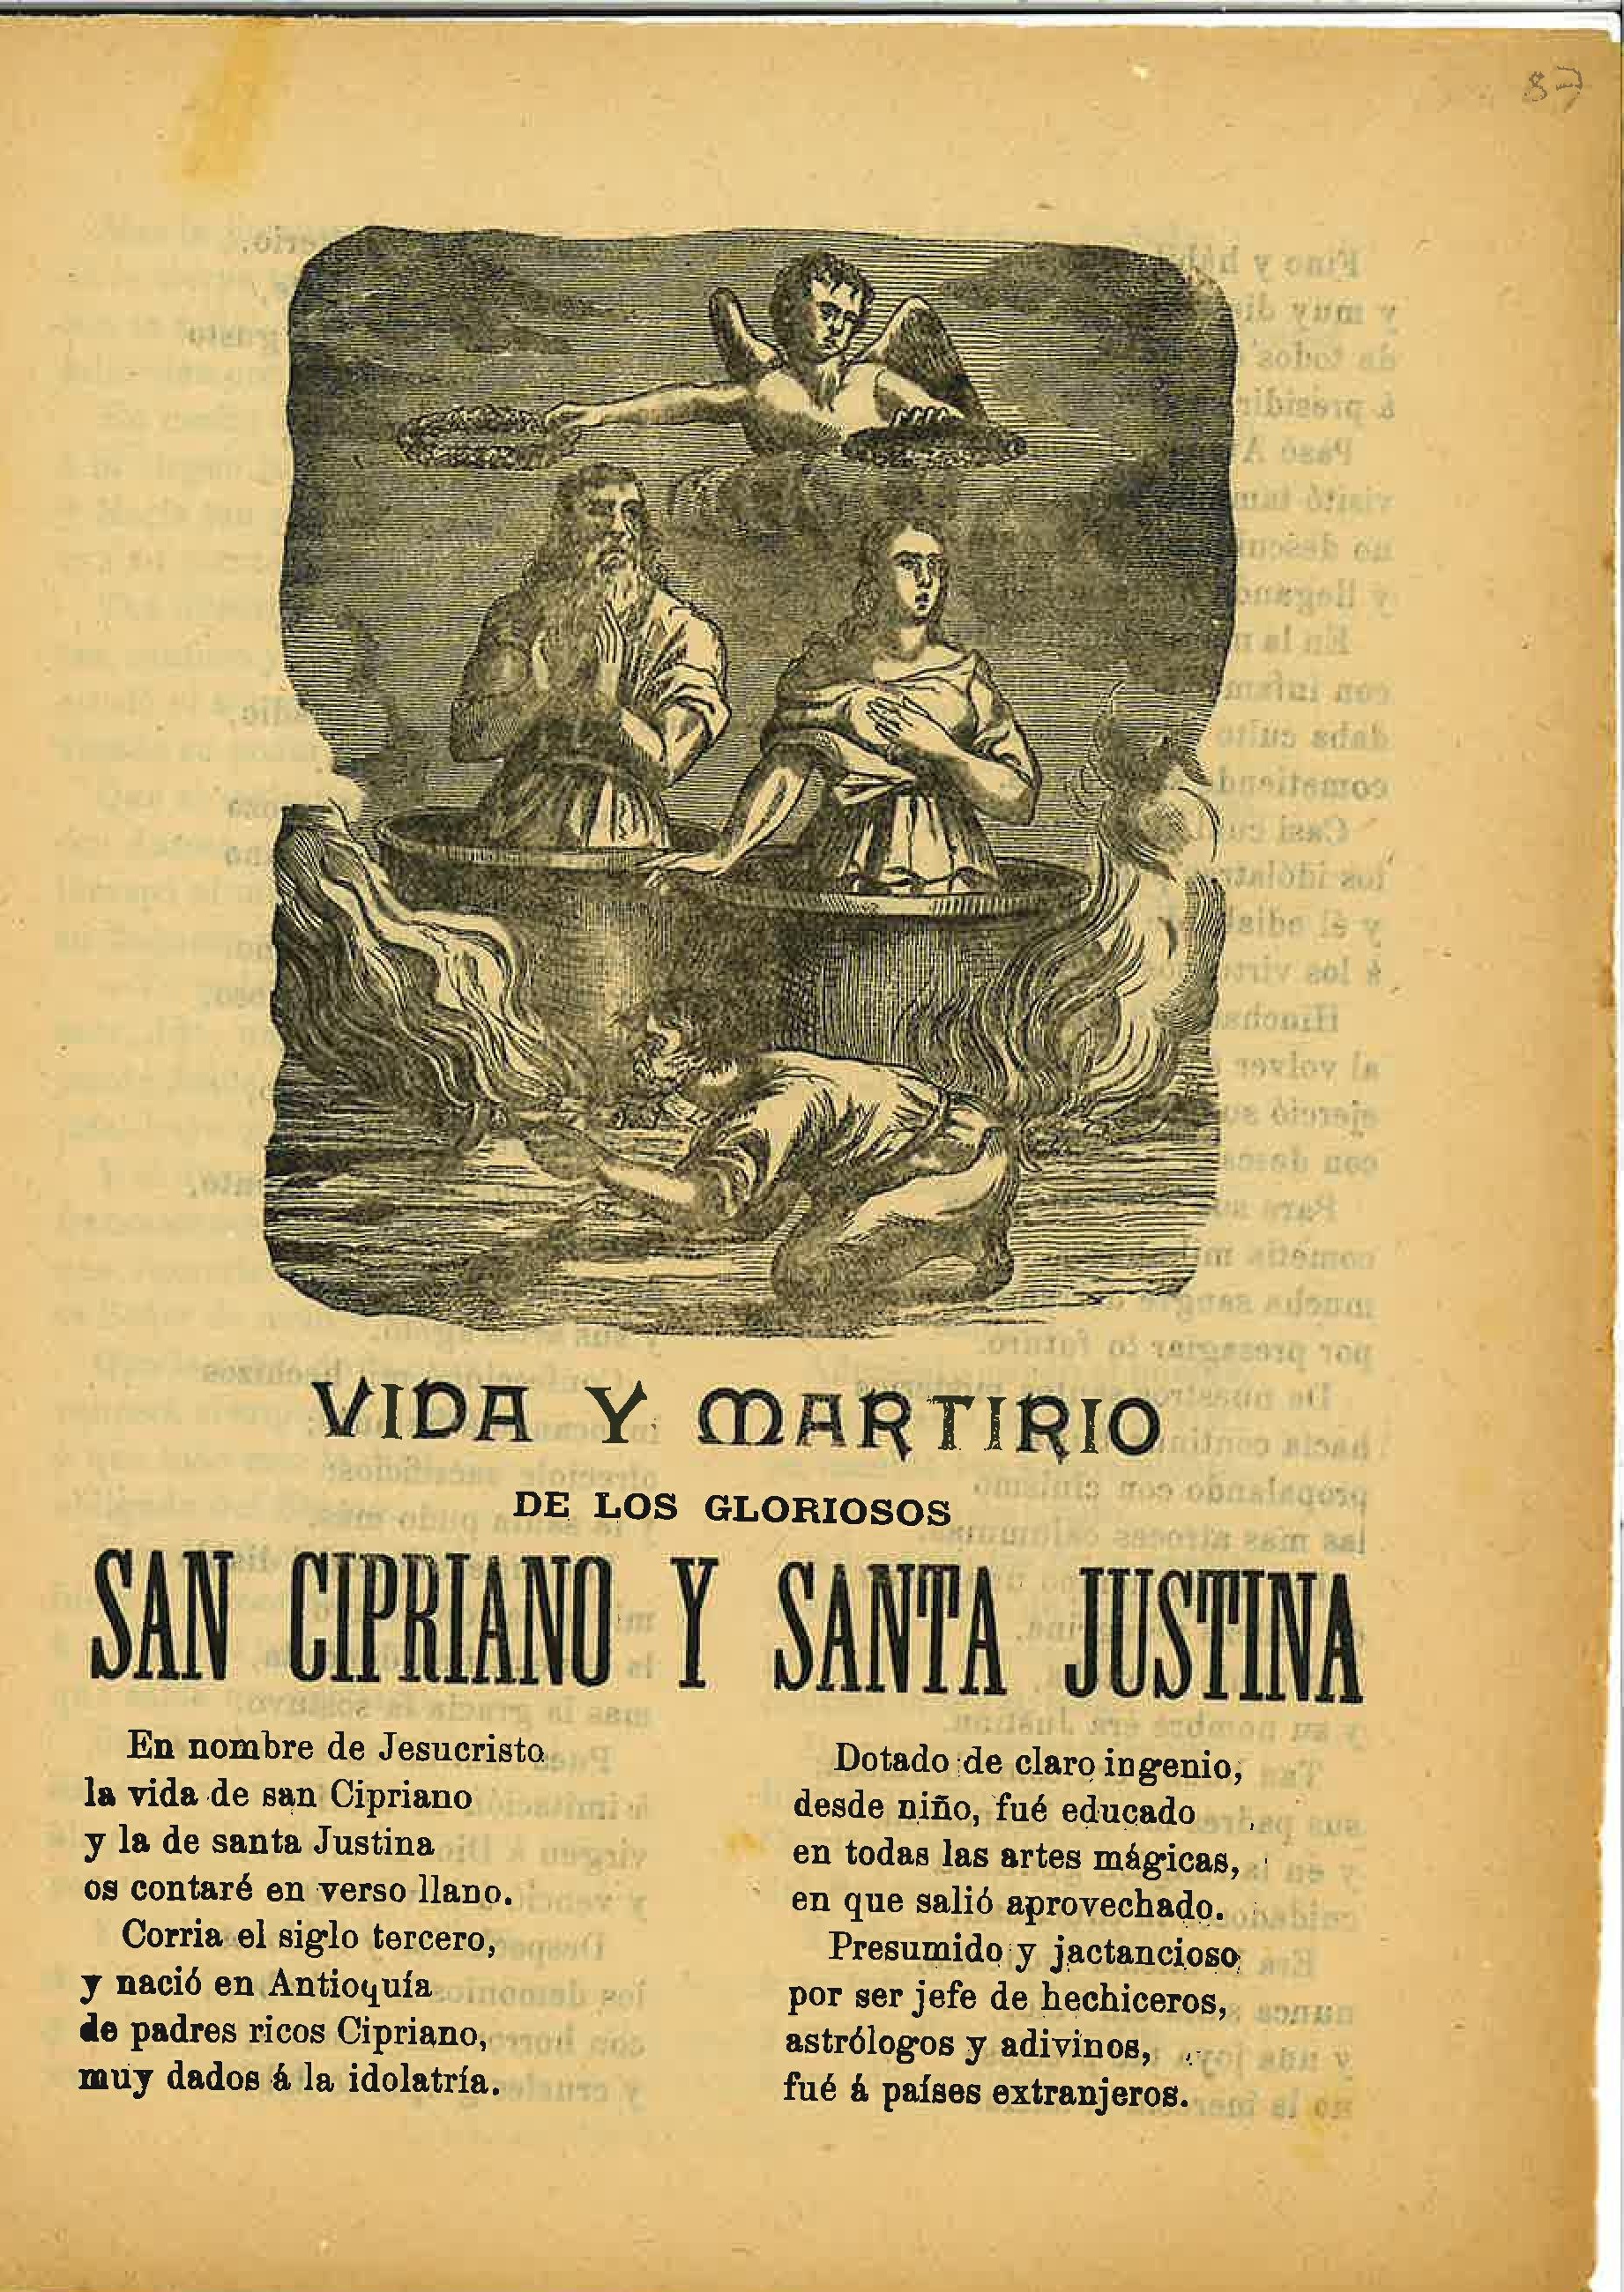 87
VIDA Y MARTIRIO
DE LOS GLORIOSOS
SAN CIPRIANO Y SANTA JUSTINA
En nombre de Jesucristo
la vida de san Cipriano
y la de santa Justina
os contaré en verso llano.
Corria el siglo tercero,
y nació en Antioquía
de padres ricos Cipriano,
muy dados á la idolatría.
Dotado de claro ingenio,
desde niño, fué educado
en todas las artes mágicas,
en que salió aprovechado.
Presumido y jactancioso
por ser jefe de hechiceros,
astrólogos y adivinos,
fué á países extranjeros.